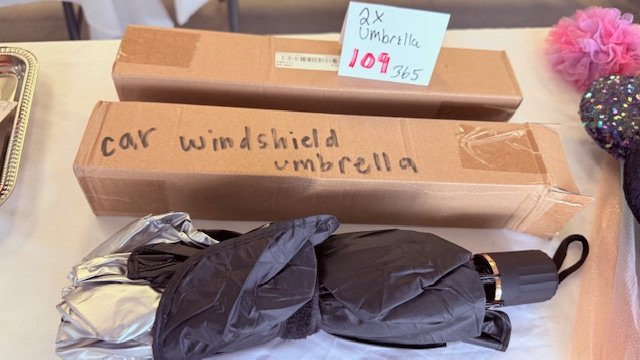 2x
Umbrella
109 365
car windshield
umbrella